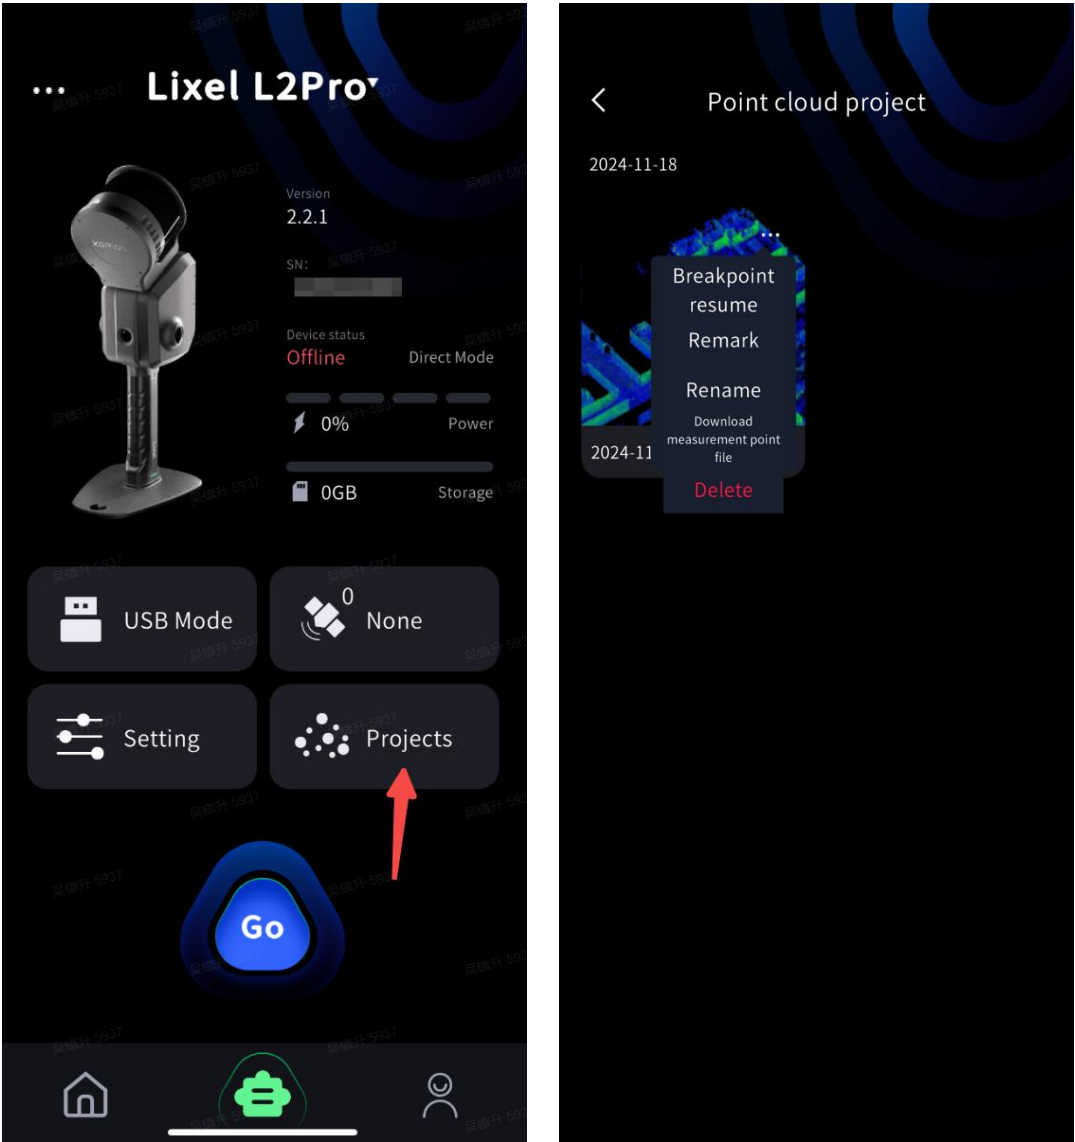 Lixel L2Pro
Version
2.2.1
XGRIDS
SN:
Device status
Offline
Direct Mode
0%
Power
0GB
Storage
USB Mode
0
None
Setting
Projects
Go
Point cloud project
2024-11-18
Breakpoint
resume
Remark
Rename
Download
measurement point
file
Delete
2024-11